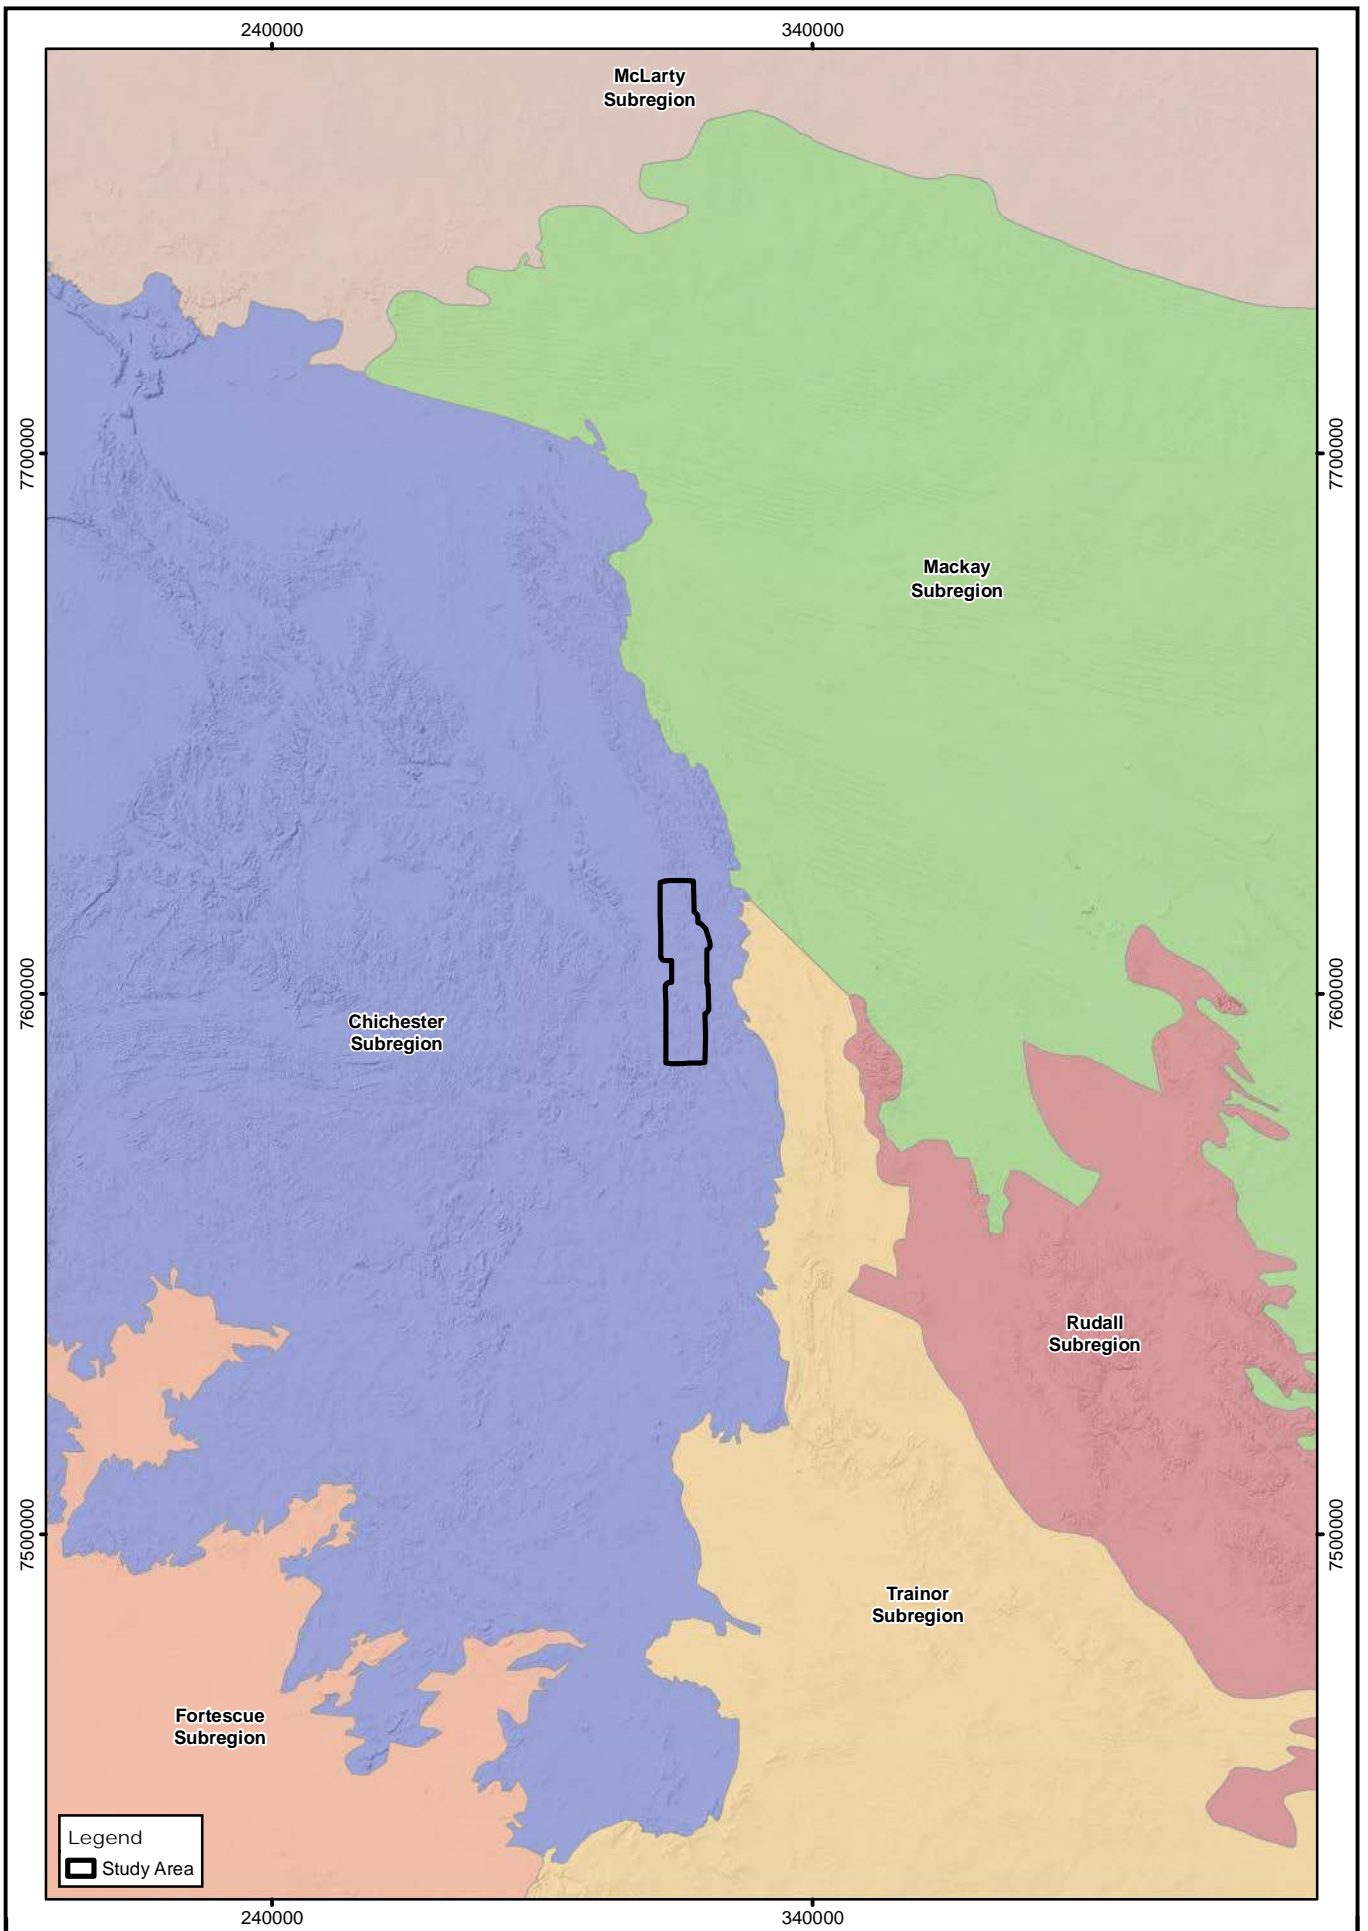 240000
340000
McLarty
Subregion
7700000
7700000
Mackay
Subregion
7600000
7600000
Chichester
Subregion
Rudall
Subregion
7500000
7500000
Trainor
Subregion
Fortescue
Subregion
Legend
Study Area
240000
340000